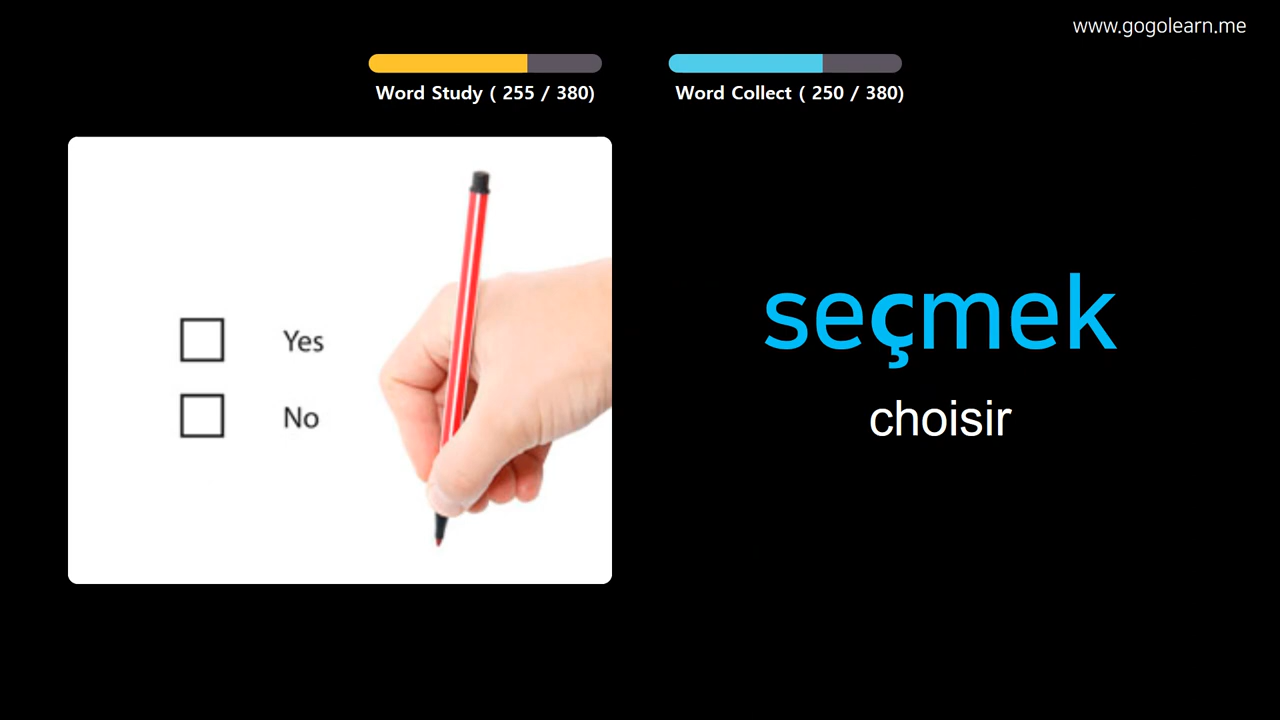 www.gogolearn.me
Word Study ( 255 / 380)
Word Collect ( 250 / 380)
Yes
No
seçmek
choisir